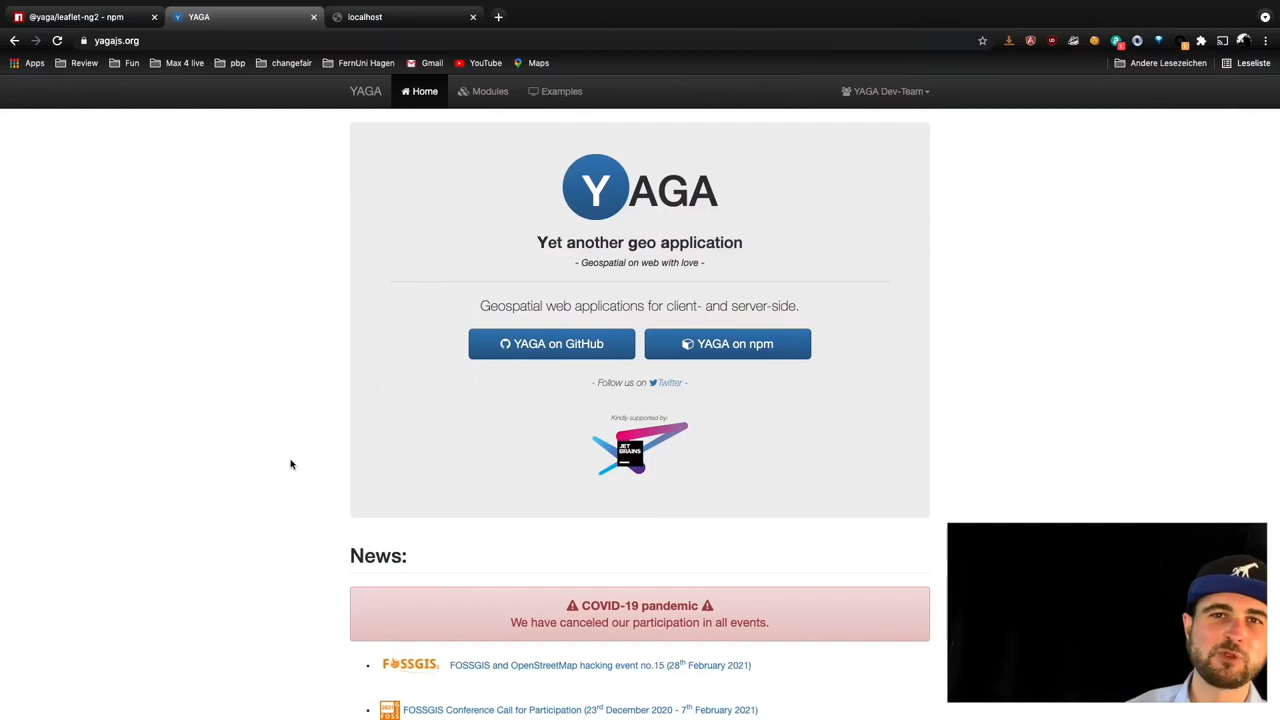 @yaga/leaflet-ng2 - npm
YAGA
localhost
yagajs.org
Apps
Review
Fun
Max 4 live
pbp
changefair
FernUni Hagen
Gmail
YouTube
Maps
Andere Lesezeichen
Leseliste
YAGA
Home
Modules
Examples
YAGA Dev-Team
YAGA
Yet another geo application
- Geospatial on web with love -
Geospatial web applications for client- and server-side.
YAGA on GitHub
YAGA on npm
- Follow us on Twitter -
Kindly supported by:
JET
BRAINS
News:
COVID-19 pandemic
We have canceled our participation in all events.
FOSSGIS
FOSSGIS and OpenStreetMap hacking event no.15 (28th February 2021)
2021
FOSS
FOSSGIS Conference Call for Participation (23rd December 2020 - 7th February 2021)